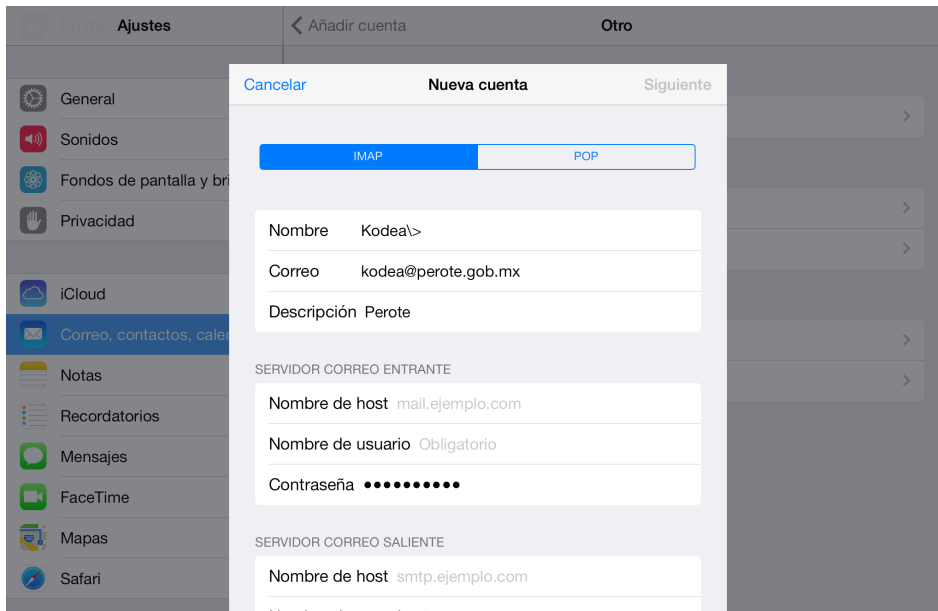 Ajustes
Añadir cuenta
Otro
Cancelar
Nueva cuenta
Siguiente
General
Sonidos
Fondos de pantalla y bri
Privacidad
iCloud
Correo, contactos, caler
Notas
Recordatorios
Mensajes
FaceTime
Mapas
Safari
IMAP
POP
Nombre Kodea\>
Correo kodea@perote.gob.mx
Descripción Perote
SERVIDOR CORREO ENTRANTE
Nombre de host mail.ejemplo.com
Nombre de usuario Obligatorio
Contraseña ●●●●●●●●●●
SERVIDOR CORREO SALIENTE
Nombre de host smtp.ejemplo.com